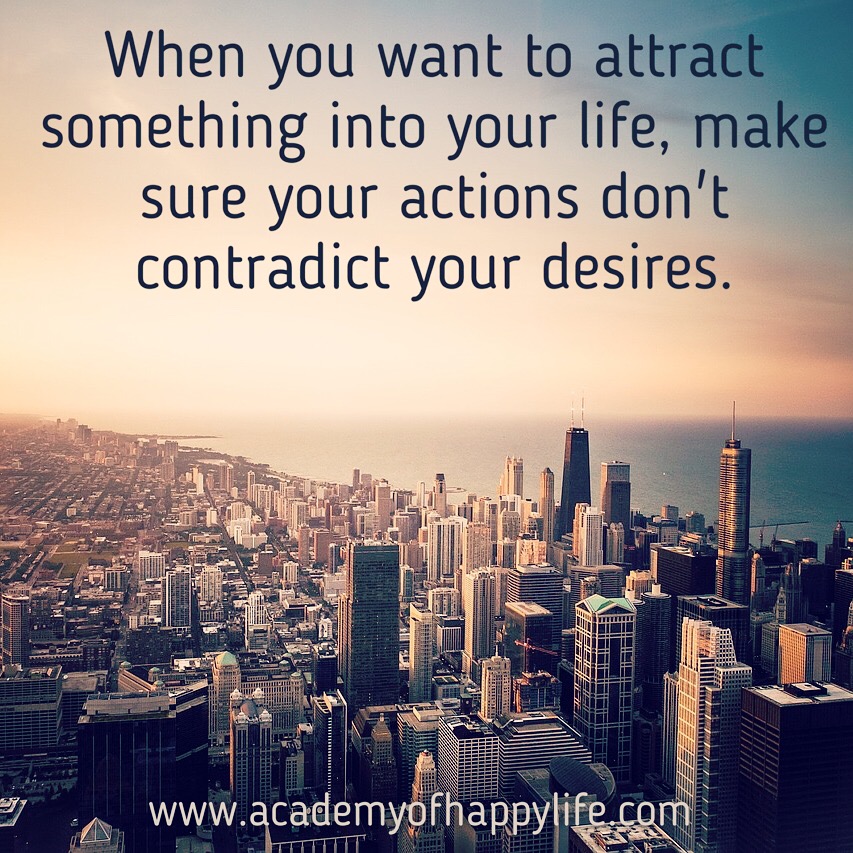 When you want to attract
something into your life, make
sure your actions don't
contradict your desires.
www.academyofhappylife.com